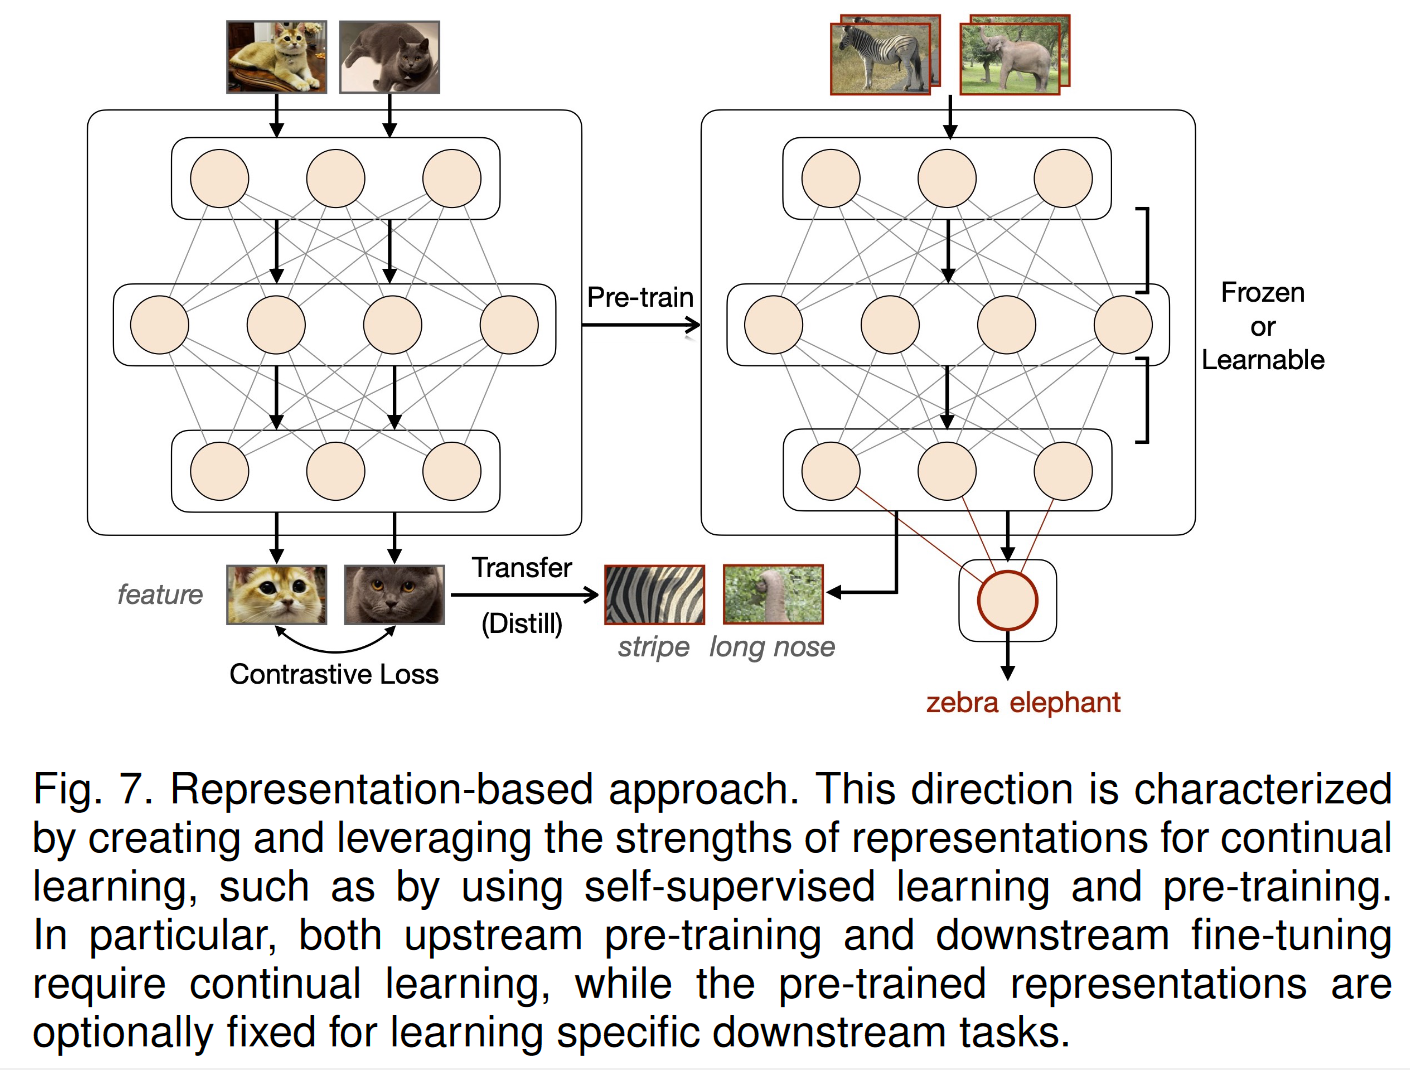 Pre-train
Frozen
or
Learnable
feature
Transfer
(Distill)
stripe
long nose
Contrastive Loss
zebra elephant
Fig. 7. Representation-based approach. This direction is characterized
by creating and leveraging the strengths of representations for continual
learning, such as by using self-supervised learning and pre-training.
In particular, both upstream pre-training and downstream fine-tuning
require continual learning, while the pre-trained representations are
optionally fixed for learning specific downstream tasks.